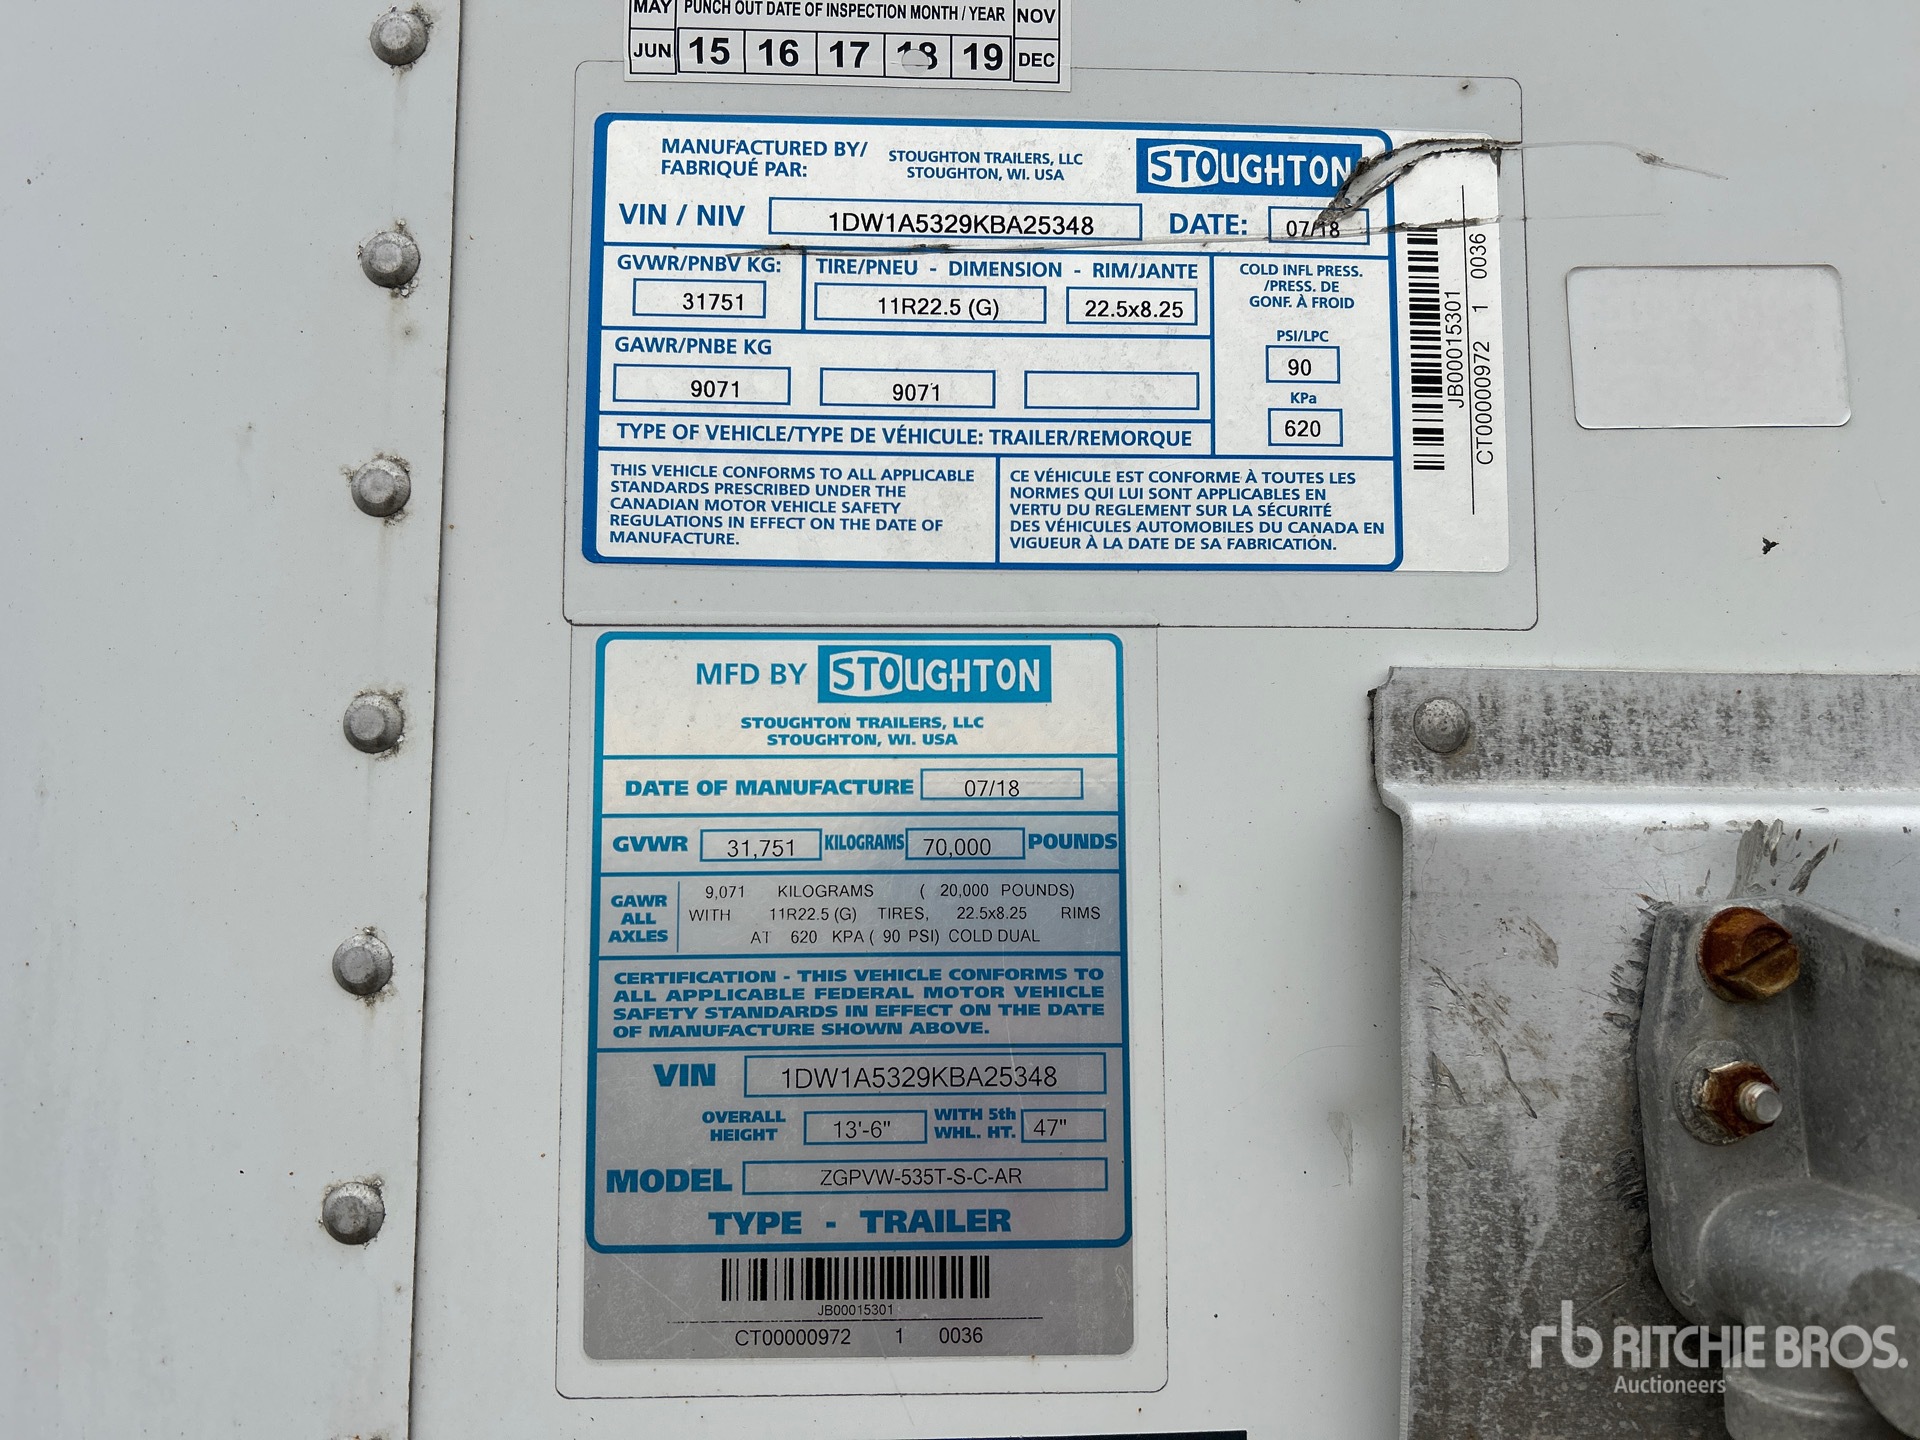 MAY PUNCH OUT DATE OF INSPECTION MONTH / YEAR NOV
JUN 15 16 17 18 19 DEC
MANUFACTURED BY/
FABRIQUÉ PAR:
STOUGHTON TRAILERS, LLC
STOUGHTON, WI. USA
STOUGHTON
VIN / NIV 1DW1A5329KBA25348 DATE: 07/18
GVWR/PNBV KG: TIRE/PNEU - DIMENSION - RIM/JANTE
31751 11R22.5 (G) 22.5x8.25
COLD INFL PRESS.
/PRESS. DE
GONF. À FROID
PSI/LPC
90
KPa
620
GAWR/PNBE KG
9071 9071
TYPE OF VEHICLE/TYPE DE VÉHICULE: TRAILER/REMORQUE
THIS VEHICLE CONFORMS TO ALL APPLICABLE
STANDARDS PRESCRIBED UNDER THE
CANADIAN MOTOR VEHICLE SAFETY
REGULATIONS IN EFFECT ON THE DATE OF
MANUFACTURE.
CE VÉHICULE EST CONFORME À TOUTES LES
NORMES QUI LUI SONT APPLICABLES EN
VERTU DU REGLEMENT SUR LA SÉCURITÉ
DES VÉHICULES AUTOMOBILES DU CANADA EN
VIGUEUR À LA DATE DE SA FABRICATION.
JB00015301
CT00000972 1 0036
MFD BY STOUGHTON
STOUGHTON TRAILERS, LLC
STOUGHTON, WI. USA
DATE OF MANUFACTURE 07/18
GVWR 31,751 KILOGRAMS 70,000 POUNDS
GAWR
ALL
AXLES
9,071 KILOGRAMS ( 20,000 POUNDS)
WITH 11R22.5 (G) TIRES, 22.5x8.25 RIMS
AT 620 KPA ( 90 PSI) COLD DUAL
CERTIFICATION - THIS VEHICLE CONFORMS TO
ALL APPLICABLE FEDERAL MOTOR VEHICLE
SAFETY STANDARDS IN EFFECT ON THE DATE
OF MANUFACTURE SHOWN ABOVE.
VIN 1DW1A5329KBA25348
OVERALL
HEIGHT
13'-6"
WITH 5th
WHL. HT.
47"
MODEL ZGPVW-535T-S-C-AR
TYPE - TRAILER
JB00015301
CT00000972 1 0036
rb RITCHIE BROS.
Auctioneers